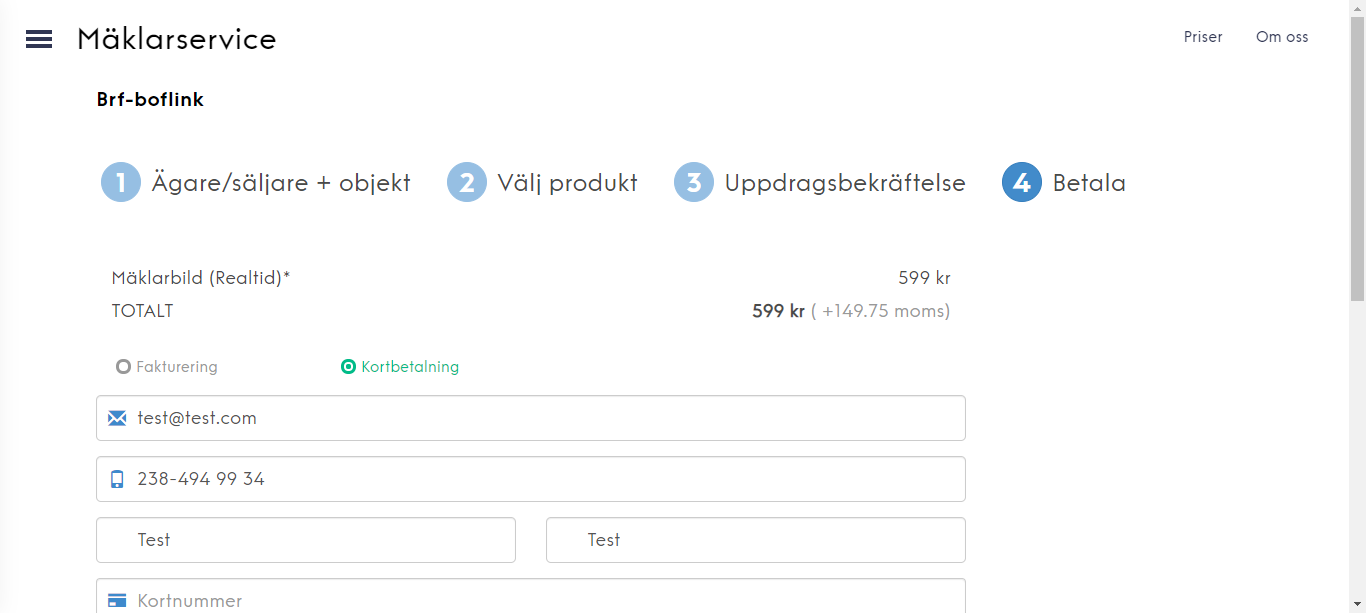 Mäklarservice
Priser Om oss
Brf-boflink
1 Ägare/säljare + objekt 2 Välj produkt 3 Uppdragsbekräftelse 4 Betala
Mäklarbild (Realtid)* 599 kr
TOTALT 599 kr ( +149.75 moms)
Fakturering Kortbetalning
test@test.com
238-494 99 34
Test Test
Kortnummer